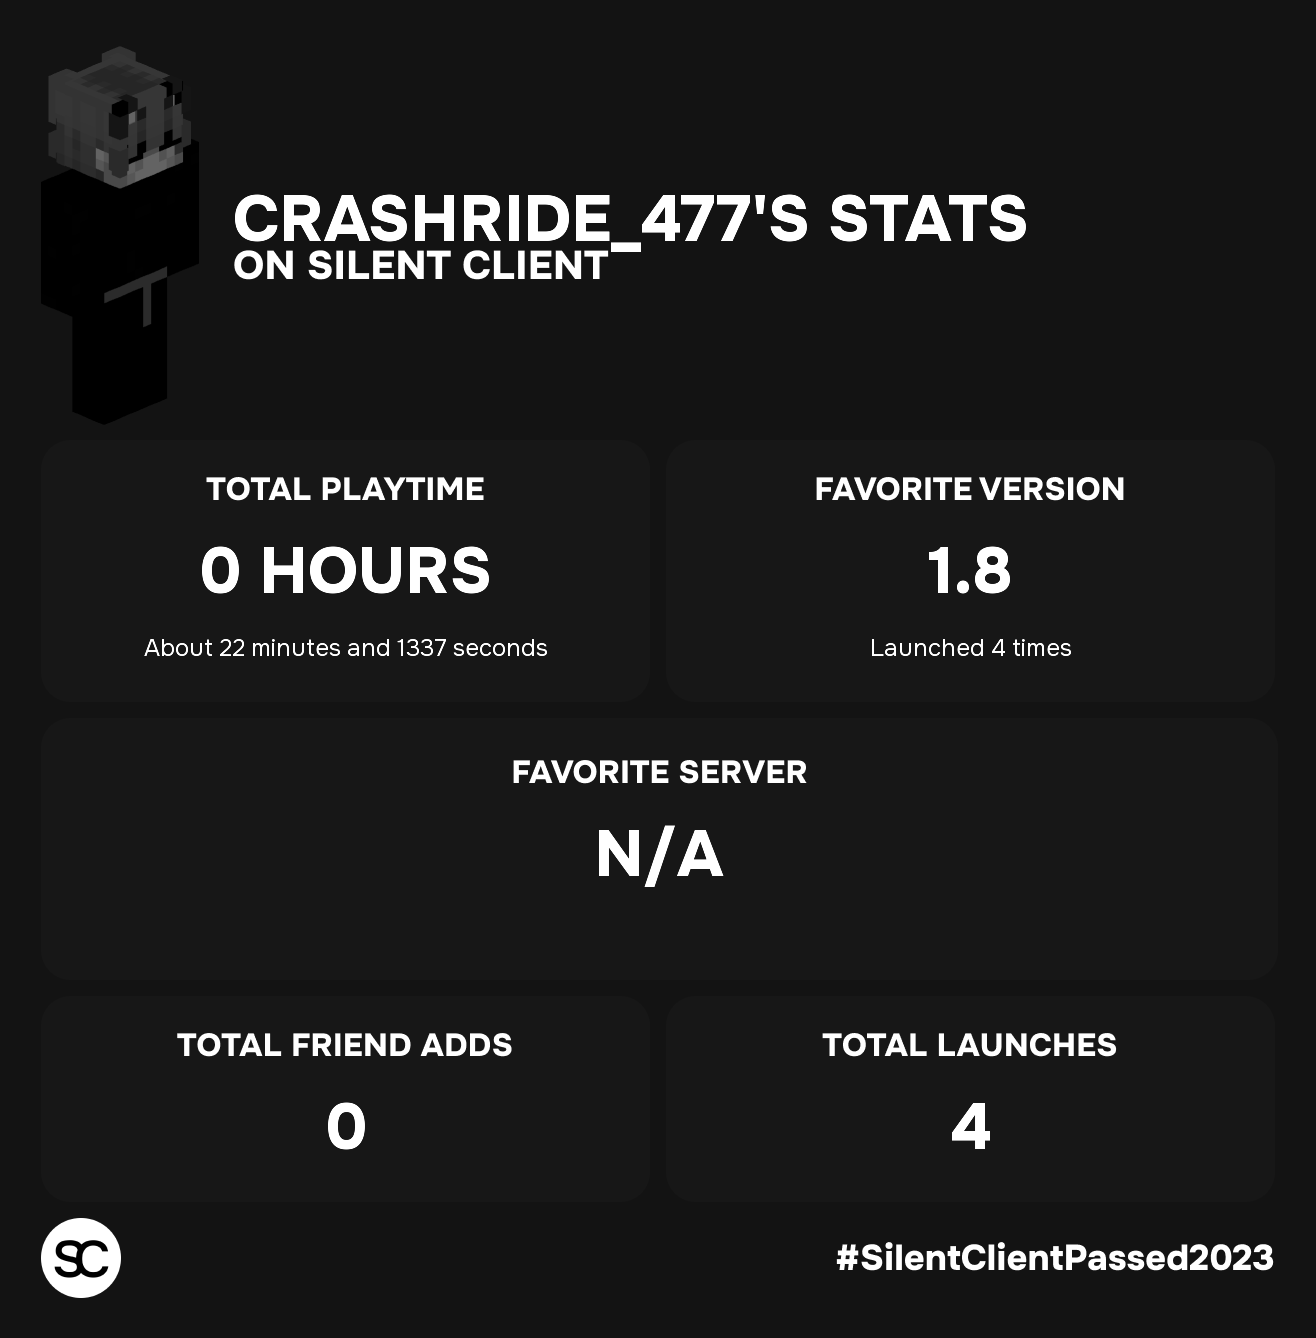 CRASHRIDE_477'S STATS
ON SILENT CLIENT
TOTAL PLAYTIME
0 HOURS
About 22 minutes and 1337 seconds
FAVORITE VERSION
1.8
Launched 4 times
FAVORITE SERVER
N/A
TOTAL FRIEND ADDS
0
TOTAL LAUNCHES
4
SC
#SilentClientPassed2023